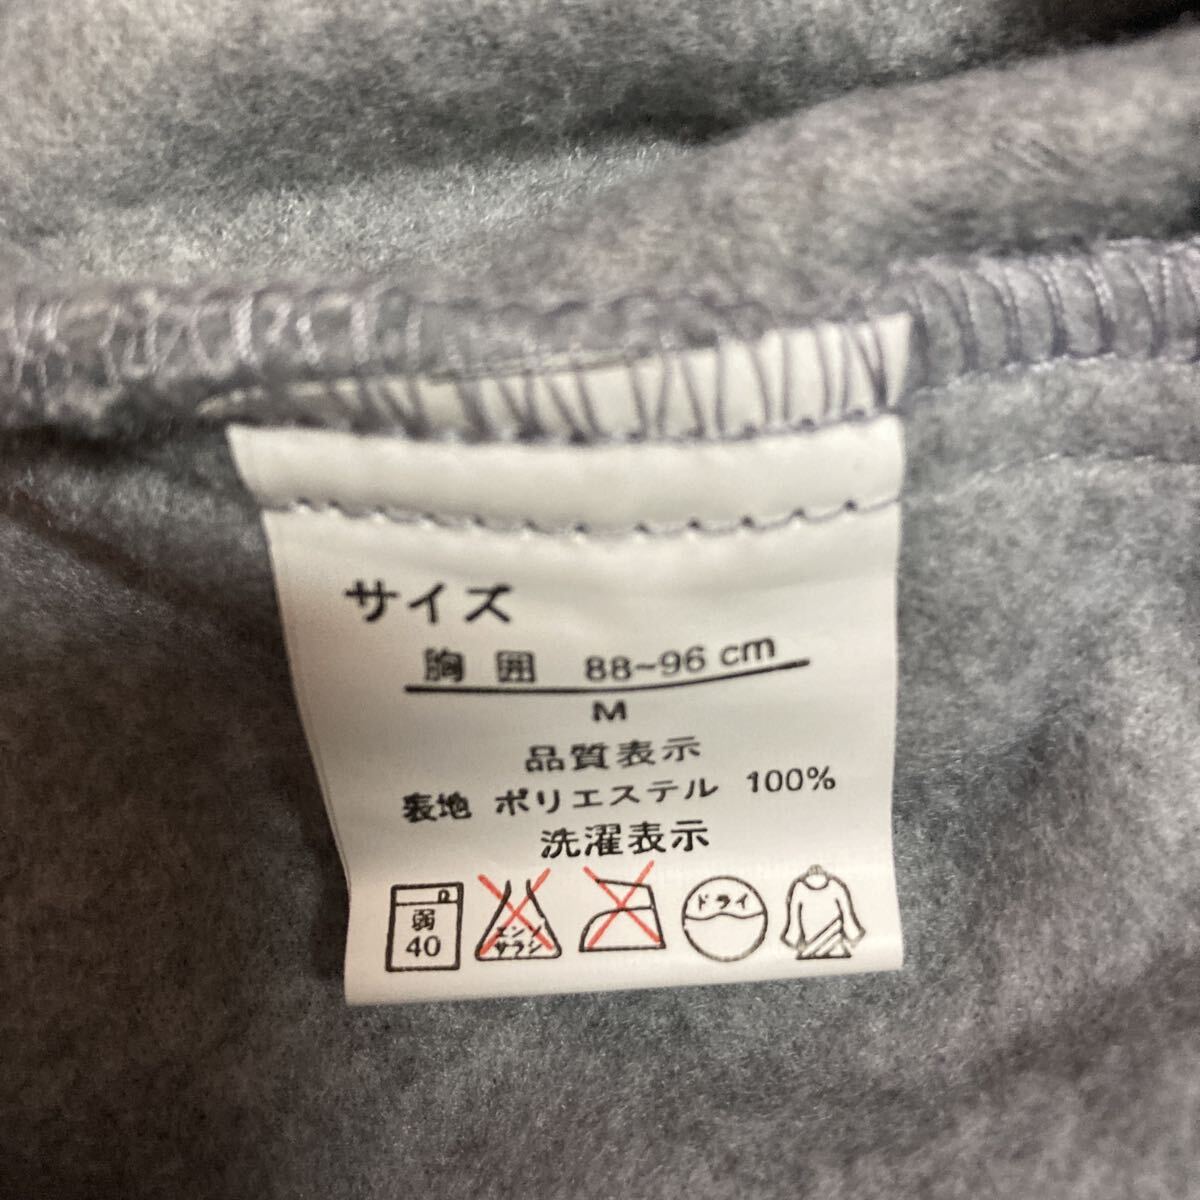 サイズ
胸 囲 88~96 cm
M
品質表示
表地 ポリエステル 100%
洗濯表示
弱
40
エンソ
サラシ
ドライ